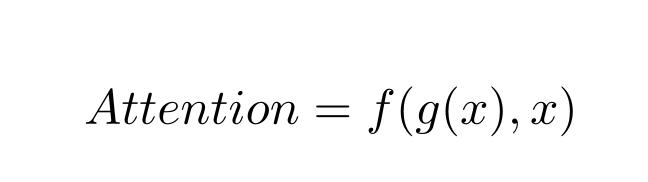 Attention = f(g(x), x)